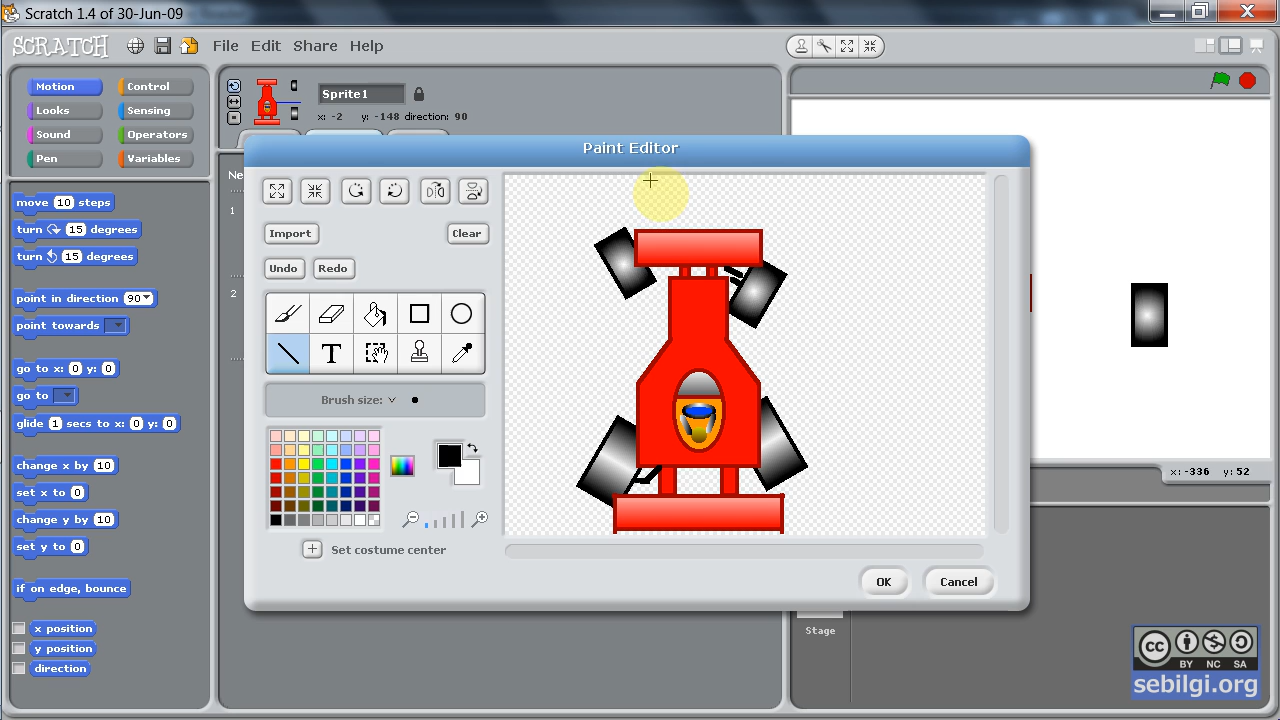 Scratch 1.4 of 30-Jun-09
SCRATCH
File Edit Share Help
Motion Control
Looks Sensing
Sound Operators
Pen Variables
Sprite1
x: -2 y: -148 direction: 90
Paint Editor
move 10 steps
turn 15 degrees
turn 15 degrees
point in direction 90
point towards
go to x: 0 y: 0
go to
glide 1 secs to x: 0 y: 0
change x by 10
set x to 0
change y by 10
set y to 0
if on edge, bounce
x position
y position
direction
Ne
1
2
Import Clear
Undo Redo
T
Brush size:
Set costume center
OK Cancel
x: -336 y: 52
Stage
cc
BY NC SA
sebilgi.org